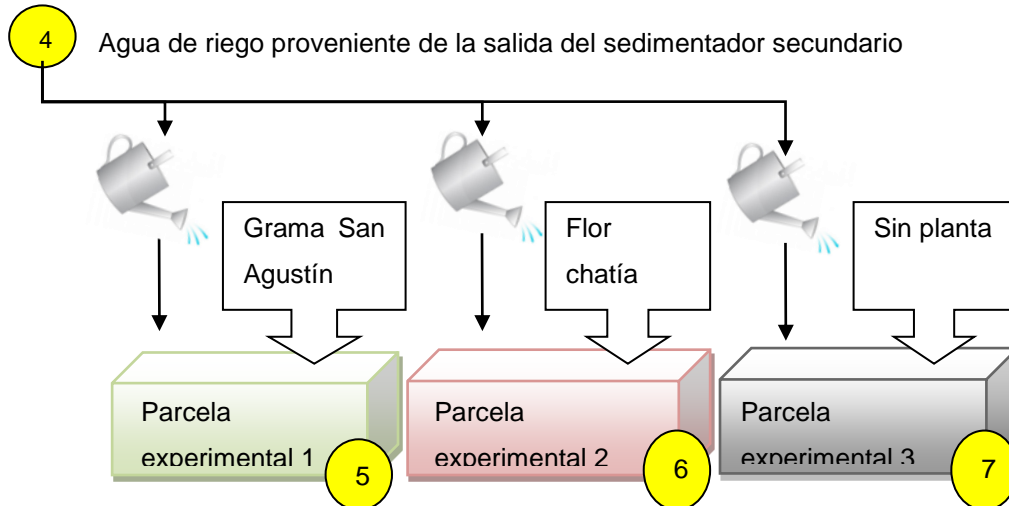 4
Agua de riego proveniente de la salida del sedimentador secundario
Grama San
Agustín
Flor
chatía
Sin planta
Parcela
experimental 1
5
Parcela
experimental 2
6
Parcela
experimental 3
7